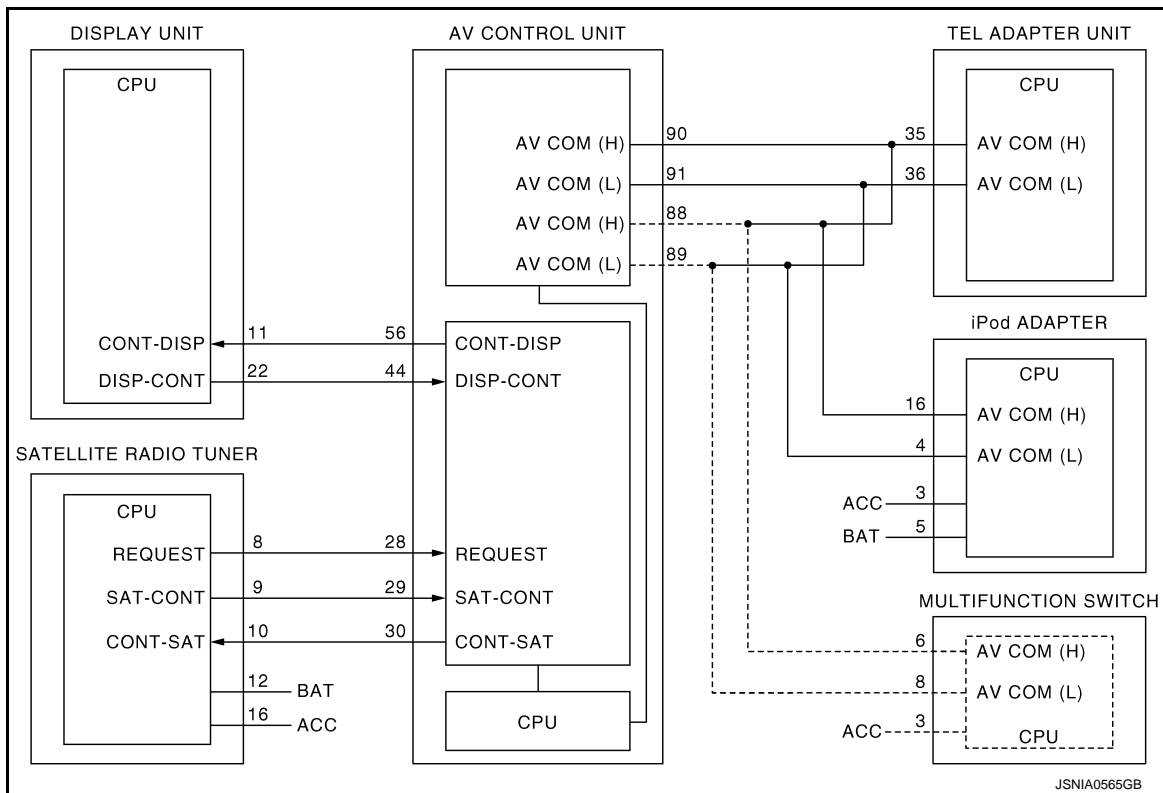 DISPLAY UNIT
CPU
CONT-DISP
DISP-CONT
11
22
56
44
SATELLITE RADIO TUNER
CPU
REQUEST
SAT-CONT
CONT-SAT
8
9
10
12
BAT
16
ACC
28
29
30
AV CONTROL UNIT
AV COM (H)
AV COM (L)
AV COM (H)
AV COM (L)
90
91
88
89
CONT-DISP
DISP-CONT
REQUEST
SAT-CONT
CONT-SAT
CPU
TEL ADAPTER UNIT
CPU
35
AV COM (H)
36
AV COM (L)
iPod ADAPTER
CPU
16
AV COM (H)
4
AV COM (L)
ACC
3
BAT
5
MULTIFUNCTION SWITCH
6
AV COM (H)
8
AV COM (L)
ACC
3
CPU
JSNIA0565GB